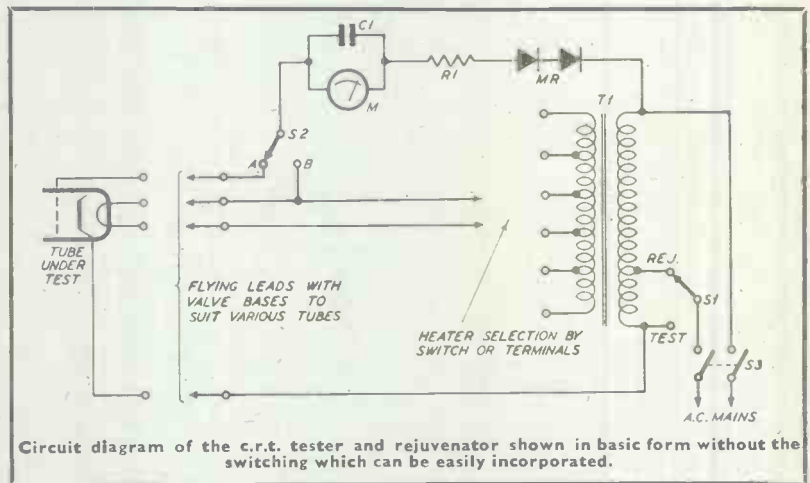 C1
M
R1
MR
T1
S2
A
B
TUBE
UNDER
TEST
FLYING LEADS WITH
VALVE BASES TO
SUIT VARIOUS TUBES
HEATER SELECTION BY
SWITCH OR TERMINALS
REJ.
S1
TEST
S3
A.C. MAINS
Circuit diagram of the c.r.t. tester and rejuvenator shown in basic form without the
switching which can be easily incorporated.